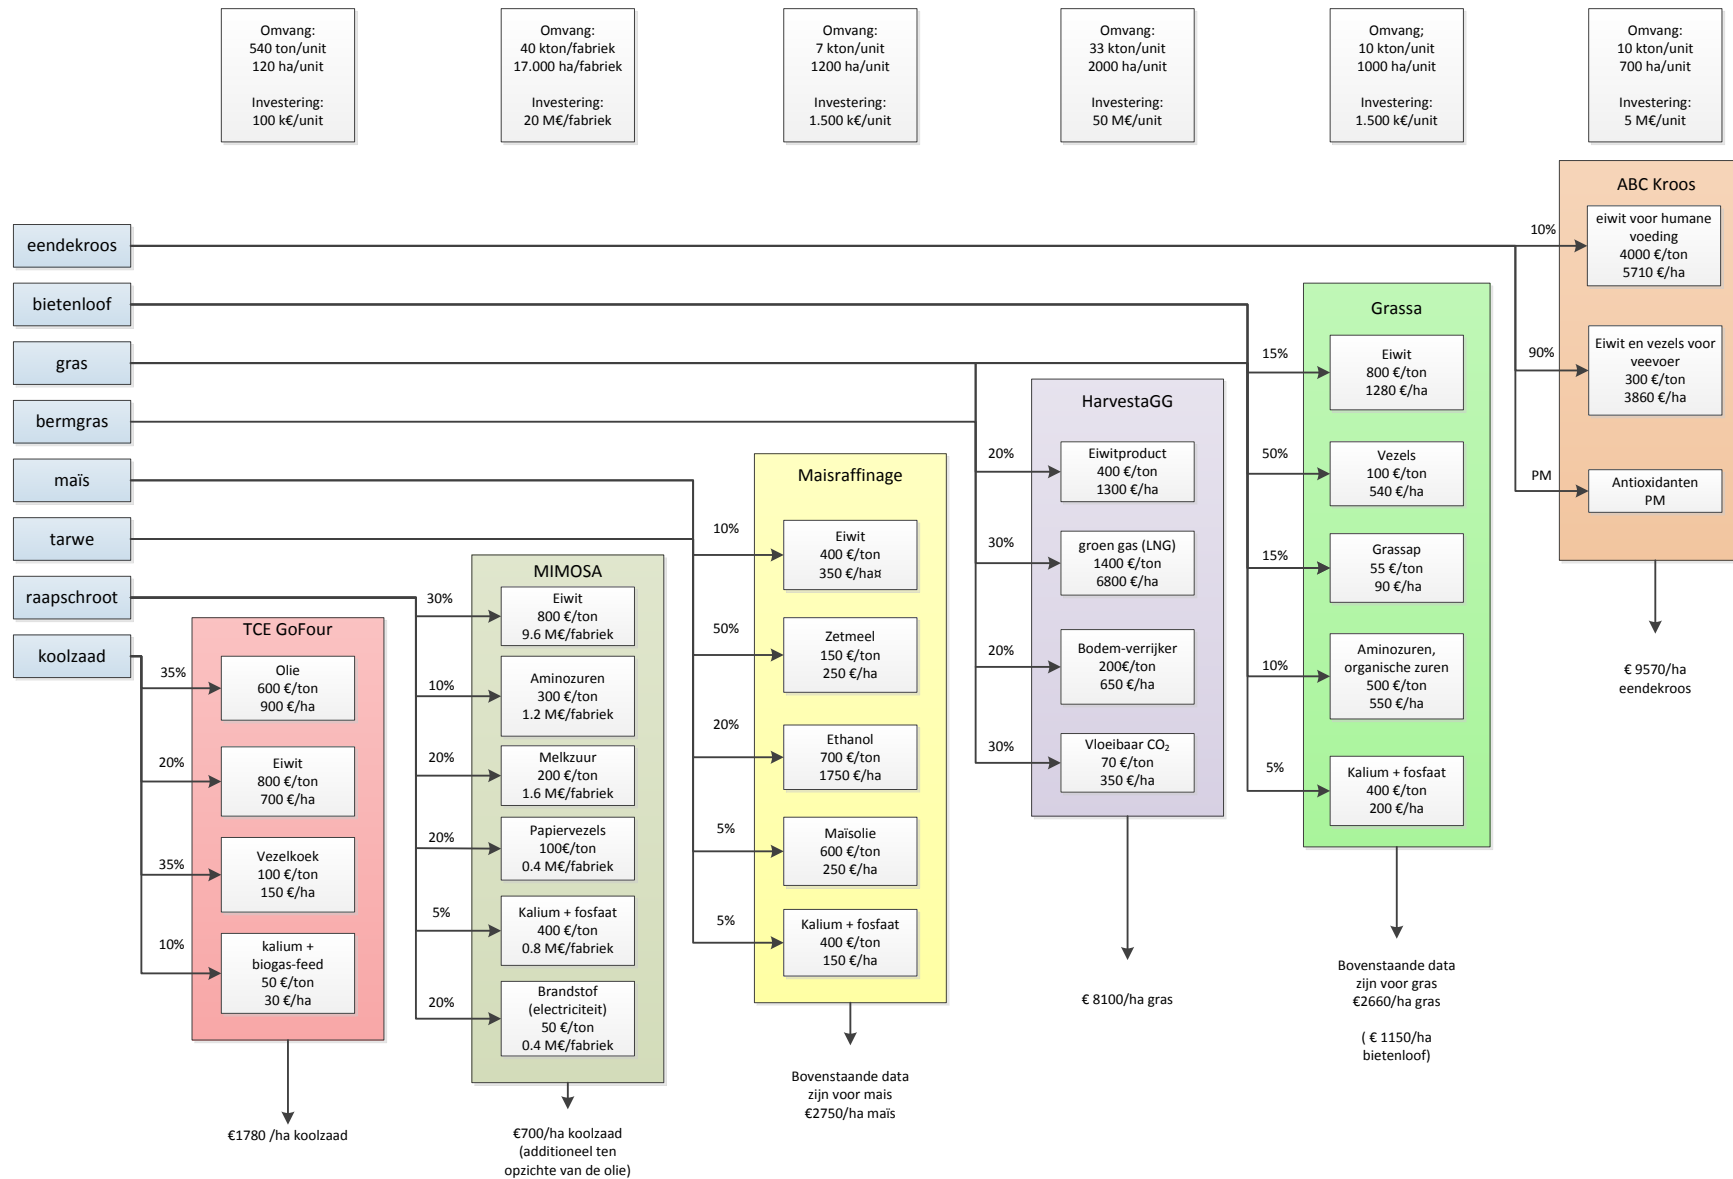 Omvang:
540 ton/unit
120 ha/unit
Investering:
100 k€/unit
Omvang:
40 kton/fabriek
17.000 ha/fabriek
Investering:
20 M€/fabriek
Omvang:
7 kton/unit
1200 ha/unit
Investering:
1.500 k€/unit
Omvang:
33 kton/unit
2000 ha/unit
Investering:
50 M€/unit
Omvang;
10 kton/unit
1000 ha/unit
Investering:
1.500 k€/unit
Omvang:
10 kton/unit
700 ha/unit
Investering:
5 M€/unit
eendekroos
bietenloof
gras
bermgras
maïs
tarwe
raapschroot
koolzaad
TCE GoFour
35%
Olie
600 €/ton
900 €/ha
20%
Eiwit
800 €/ton
700 €/ha
35%
Vezelkoek
100 €/ton
150 €/ha
10%
kalium +
biogas-feed
50 €/ton
30 €/ha
€1780 /ha koolzaad
MIMOSA
30%
Eiwit
800 €/ton
9.6 M€/fabriek
10%
Aminozuren
300 €/ton
1.2 M€/fabriek
20%
Melkzuur
200 €/ton
1.6 M€/fabriek
20%
Papiervezels
100€/ton
0.4 M€/fabriek
5%
Kalium + fosfaat
400 €/ton
0.8 M€/fabriek
20%
Brandstof
(electriciteit)
50 €/ton
0.4 M€/fabriek
€700/ha koolzaad
(additioneel ten
opzichte van de olie)
Maisraffinage
10%
Eiwit
400 €/ton
350 €/ha¤
50%
Zetmeel
150 €/ton
250 €/ha
20%
Ethanol
700 €/ton
1750 €/ha
5%
Maïsolie
600 €/ton
250 €/ha
5%
Kalium + fosfaat
400 €/ton
150 €/ha
Bovenstaande data
zijn voor mais
€2750/ha maïs
HarvestaGG
20%
Eiwitproduct
400 €/ton
1300 €/ha
30%
groen gas (LNG)
1400 €/ton
6800 €/ha
20%
Bodem-verrijker
200€/ton
650 €/ha
30%
Vloeibaar CO₂
70 €/ton
350 €/ha
€ 8100/ha gras
Grassa
15%
Eiwit
800 €/ton
1280 €/ha
50%
Vezels
100 €/ton
540 €/ha
15%
Grassap
55 €/ton
90 €/ha
10%
Aminozuren,
organische zuren
500 €/ton
550 €/ha
5%
Kalium + fosfaat
400 €/ton
200 €/ha
Bovenstaande data
zijn voor gras
€2660/ha gras
( € 1150/ha
bietenloof)
ABC Kroos
10%
eiwit voor humane
voeding
4000 €/ton
5710 €/ha
90%
Eiwit en vezels voor
veevoer
300 €/ton
3860 €/ha
PM
Antioxidanten
PM
€ 9570/ha
eendekroos